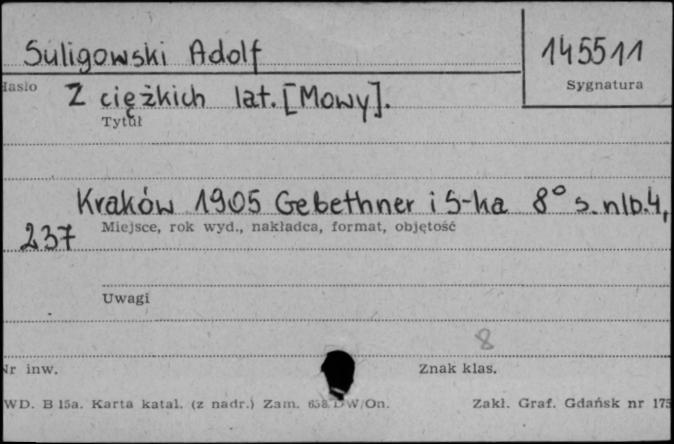 Suligowski Adolf
145511
Hasło
Sygnatura
Z ciężkich lat. [Mowy].
Tytuł
Kraków 1905 Gebethner i S-ka 8° s. nlb. 4,
Miejsce, rok wyd., nakładca, format, objętość
237
Uwagi
8
Nr inw.
Znak klas.
WD. B 15a. Karta katal. (z nadr.) Zam. 658/DW/On.
Zakł. Graf. Gdańsk nr 175